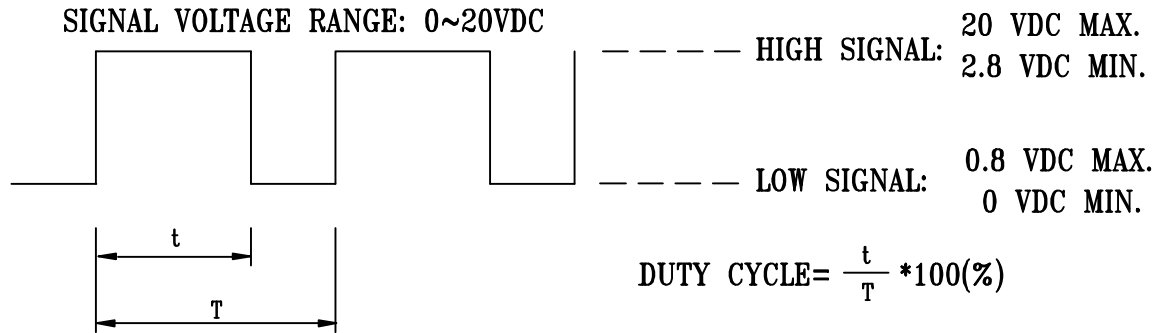 SIGNAL VOLTAGE RANGE: 0~20VDC
HIGH SIGNAL: 20 VDC MAX.
2.8 VDC MIN.
LOW SIGNAL: 0.8 VDC MAX.
0 VDC MIN.
t
T
DUTY CYCLE= t/T *100(%)